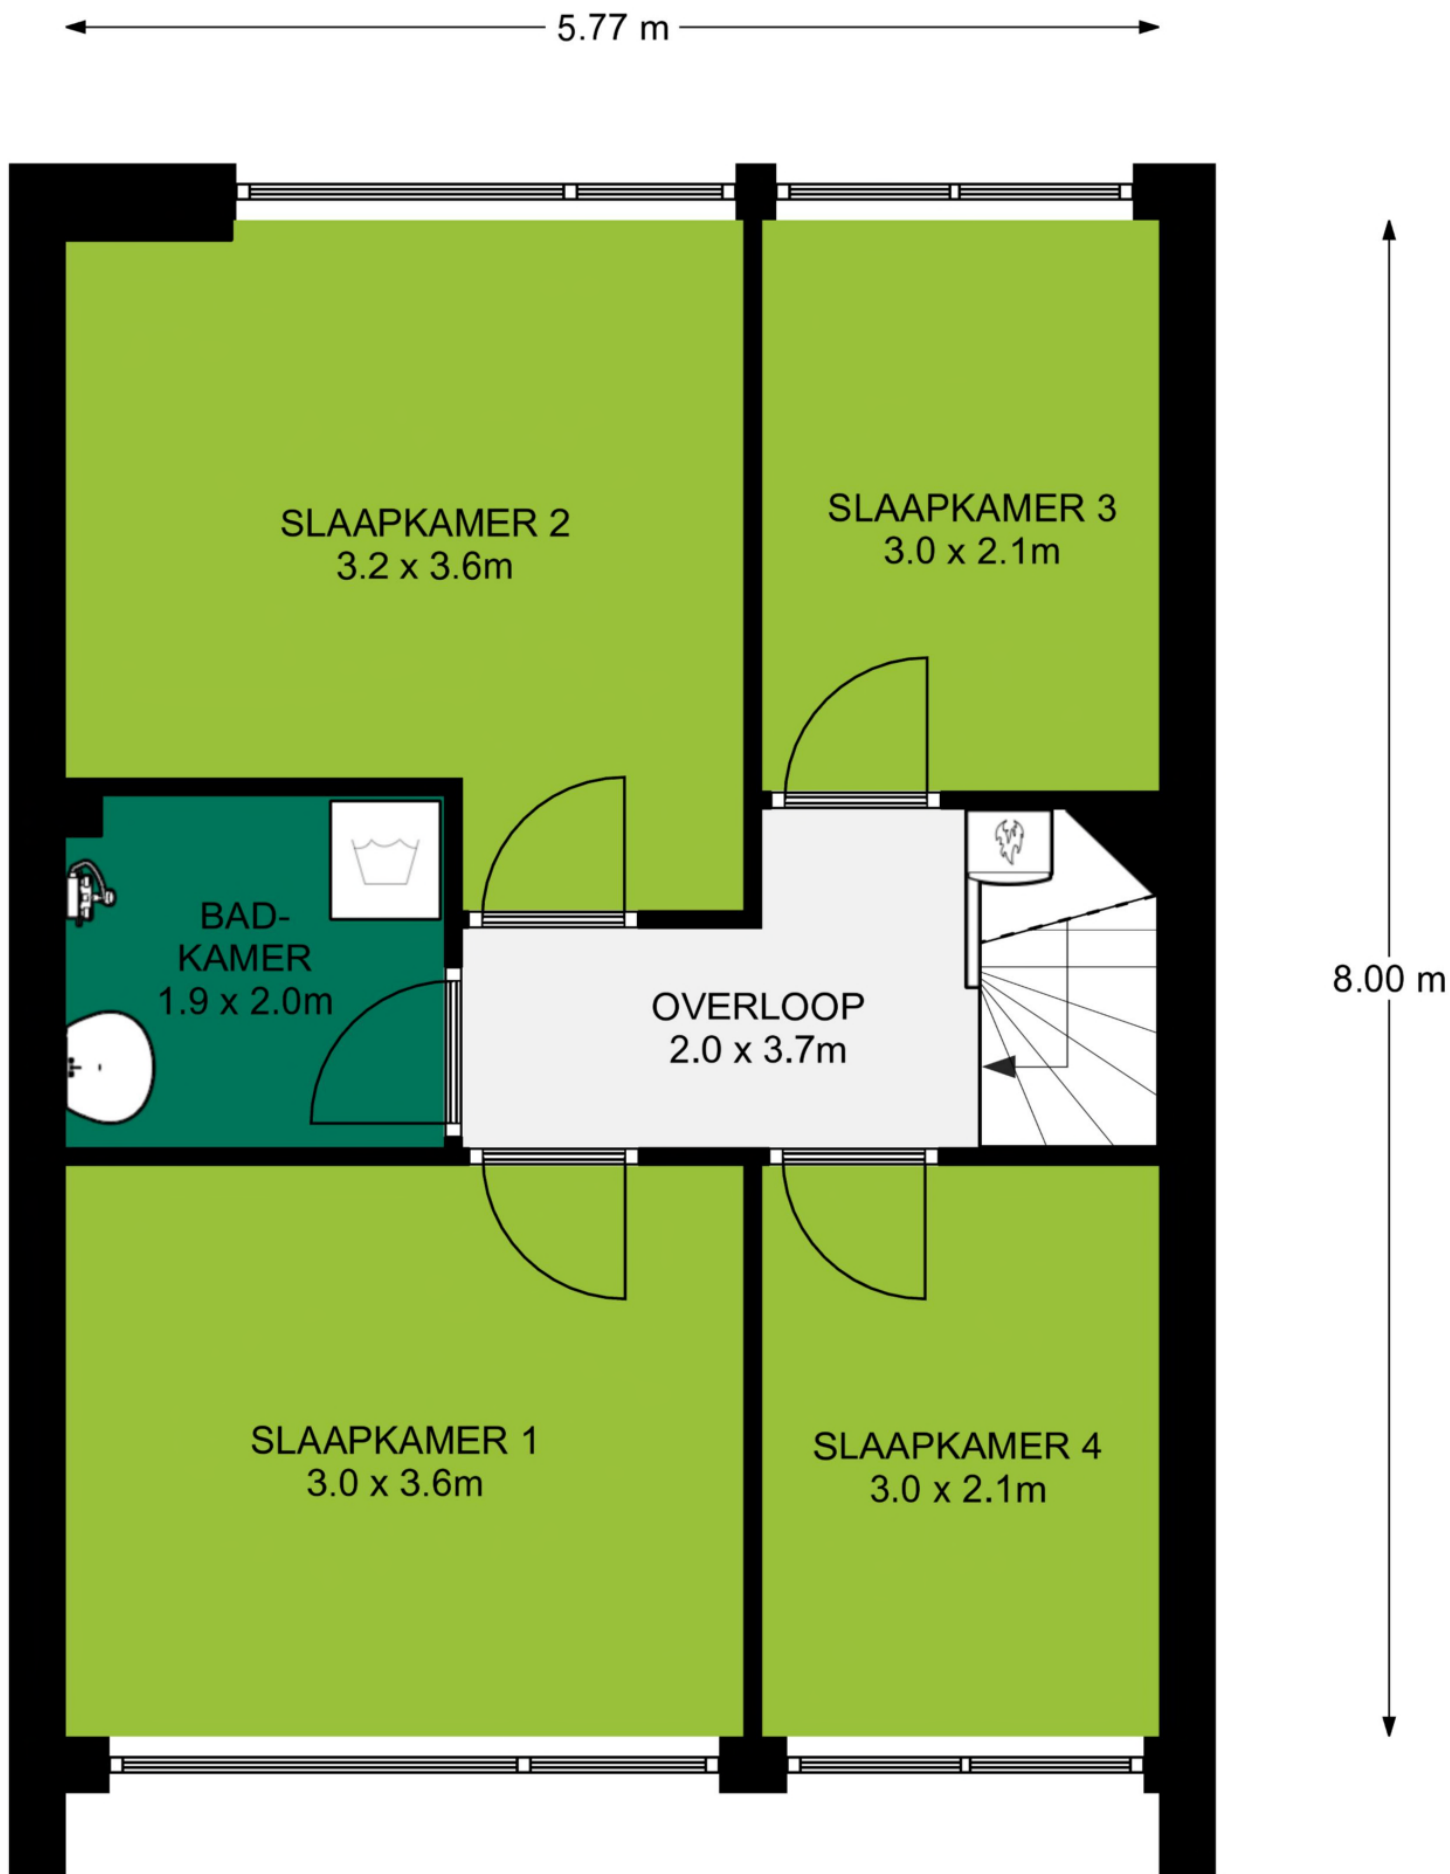 5.77 m
SLAAPKAMER 2
3.2 x 3.6m
SLAAPKAMER 3
3.0 x 2.1m
BAD-
KAMER
1.9 x 2.0m
OVERLOOP
2.0 x 3.7m
8.00 m
SLAAPKAMER 1
3.0 x 3.6m
SLAAPKAMER 4
3.0 x 2.1m